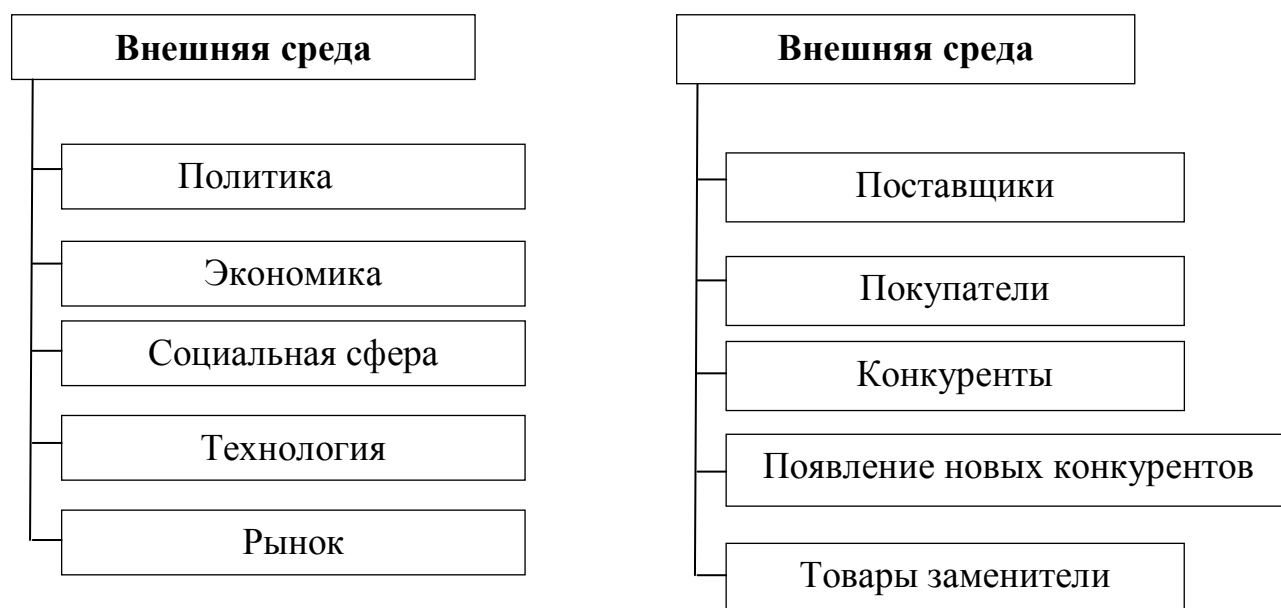 Внешняя среда
Политика
Экономика
Социальная сфера
Технология
Рынок
Внешняя среда
Поставщики
Покупатели
Конкуренты
Появление новых конкурентов
Товары заменители